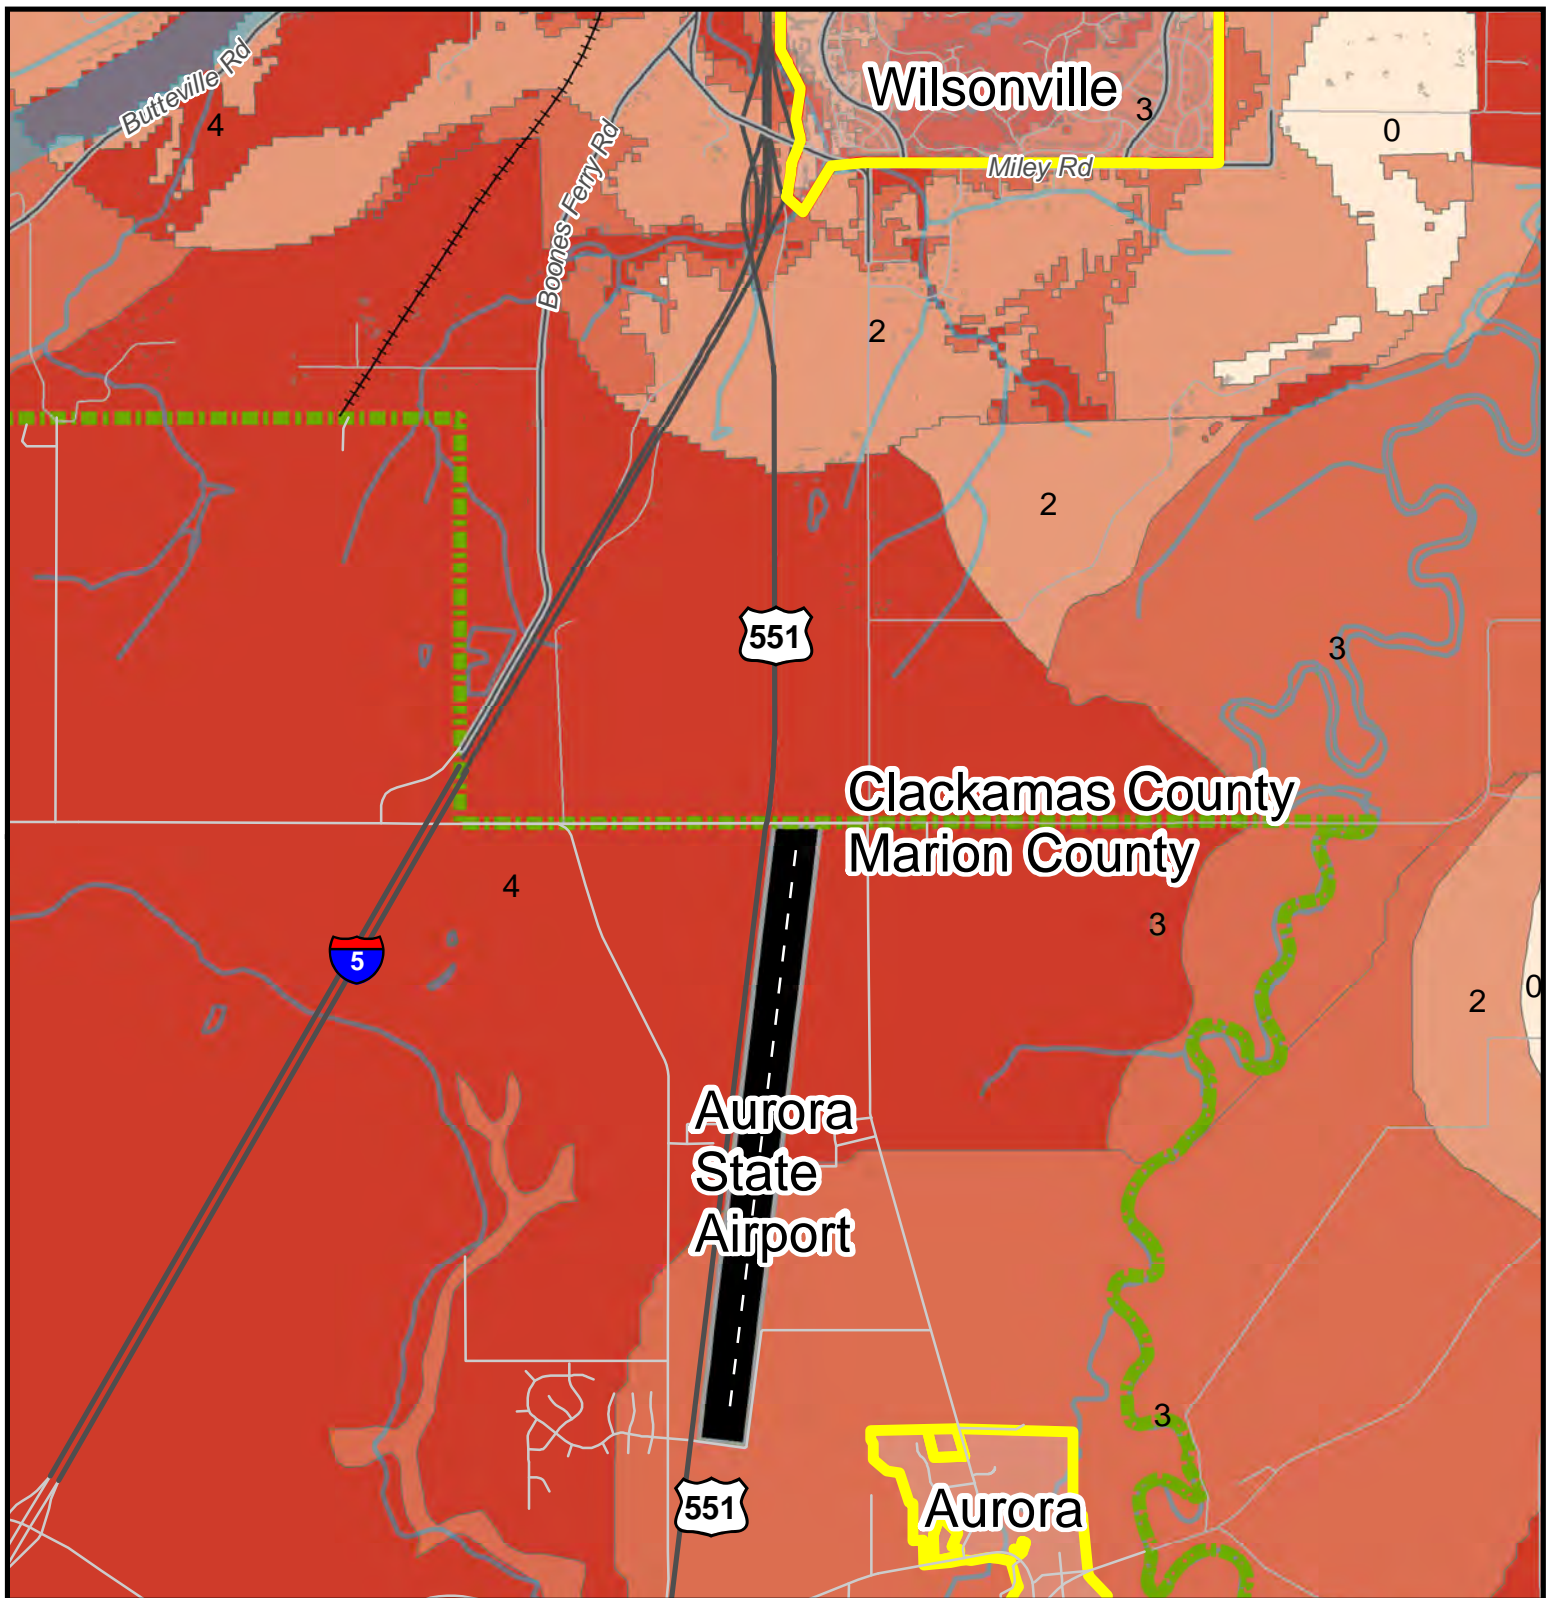 Butteville Rd
4
Boones Ferry Rd
Wilsonville
3
0
Miley Rd
2
2
551
3
Clackamas County
Marion County
4
3
5
2
0
Aurora
State
Airport
3
551
Aurora